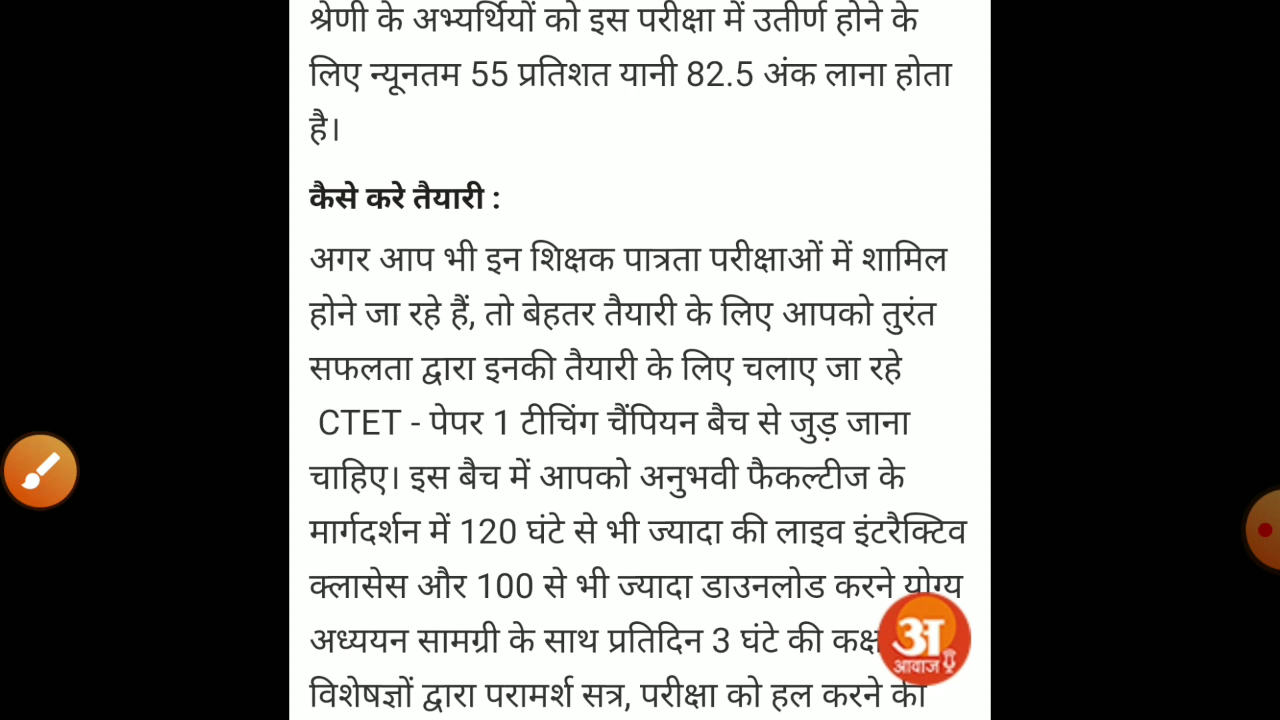 श्रेणी के अभ्यर्थियों को इस परीक्षा में उतीर्ण होने के
लिए न्यूनतम 55 प्रतिशत यानी 82.5 अंक लाना होता
है।
कैसे करे तैयारी :
अगर आप भी इन शिक्षक पात्रता परीक्षाओं में शामिल
होने जा रहे हैं, तो बेहतर तैयारी के लिए आपको तुरंत
सफलता द्वारा इनकी तैयारी के लिए चलाए जा रहे
CTET - पेपर 1 टीचिंग चैंपियन बैच से जुड़ जाना
चाहिए। इस बैच में आपको अनुभवी फैकल्टीज के
मार्गदर्शन में 120 घंटे से भी ज्यादा की लाइव इंटरैक्टिव
क्लासेस और 100 से भी ज्यादा डाउनलोड करने योग्य
अध्ययन सामग्री के साथ प्रतिदिन 3 घंटे की
विशेषज्ञों द्वारा परामर्श सत्र, परीक्षा को हल करने की
अ
आवाज